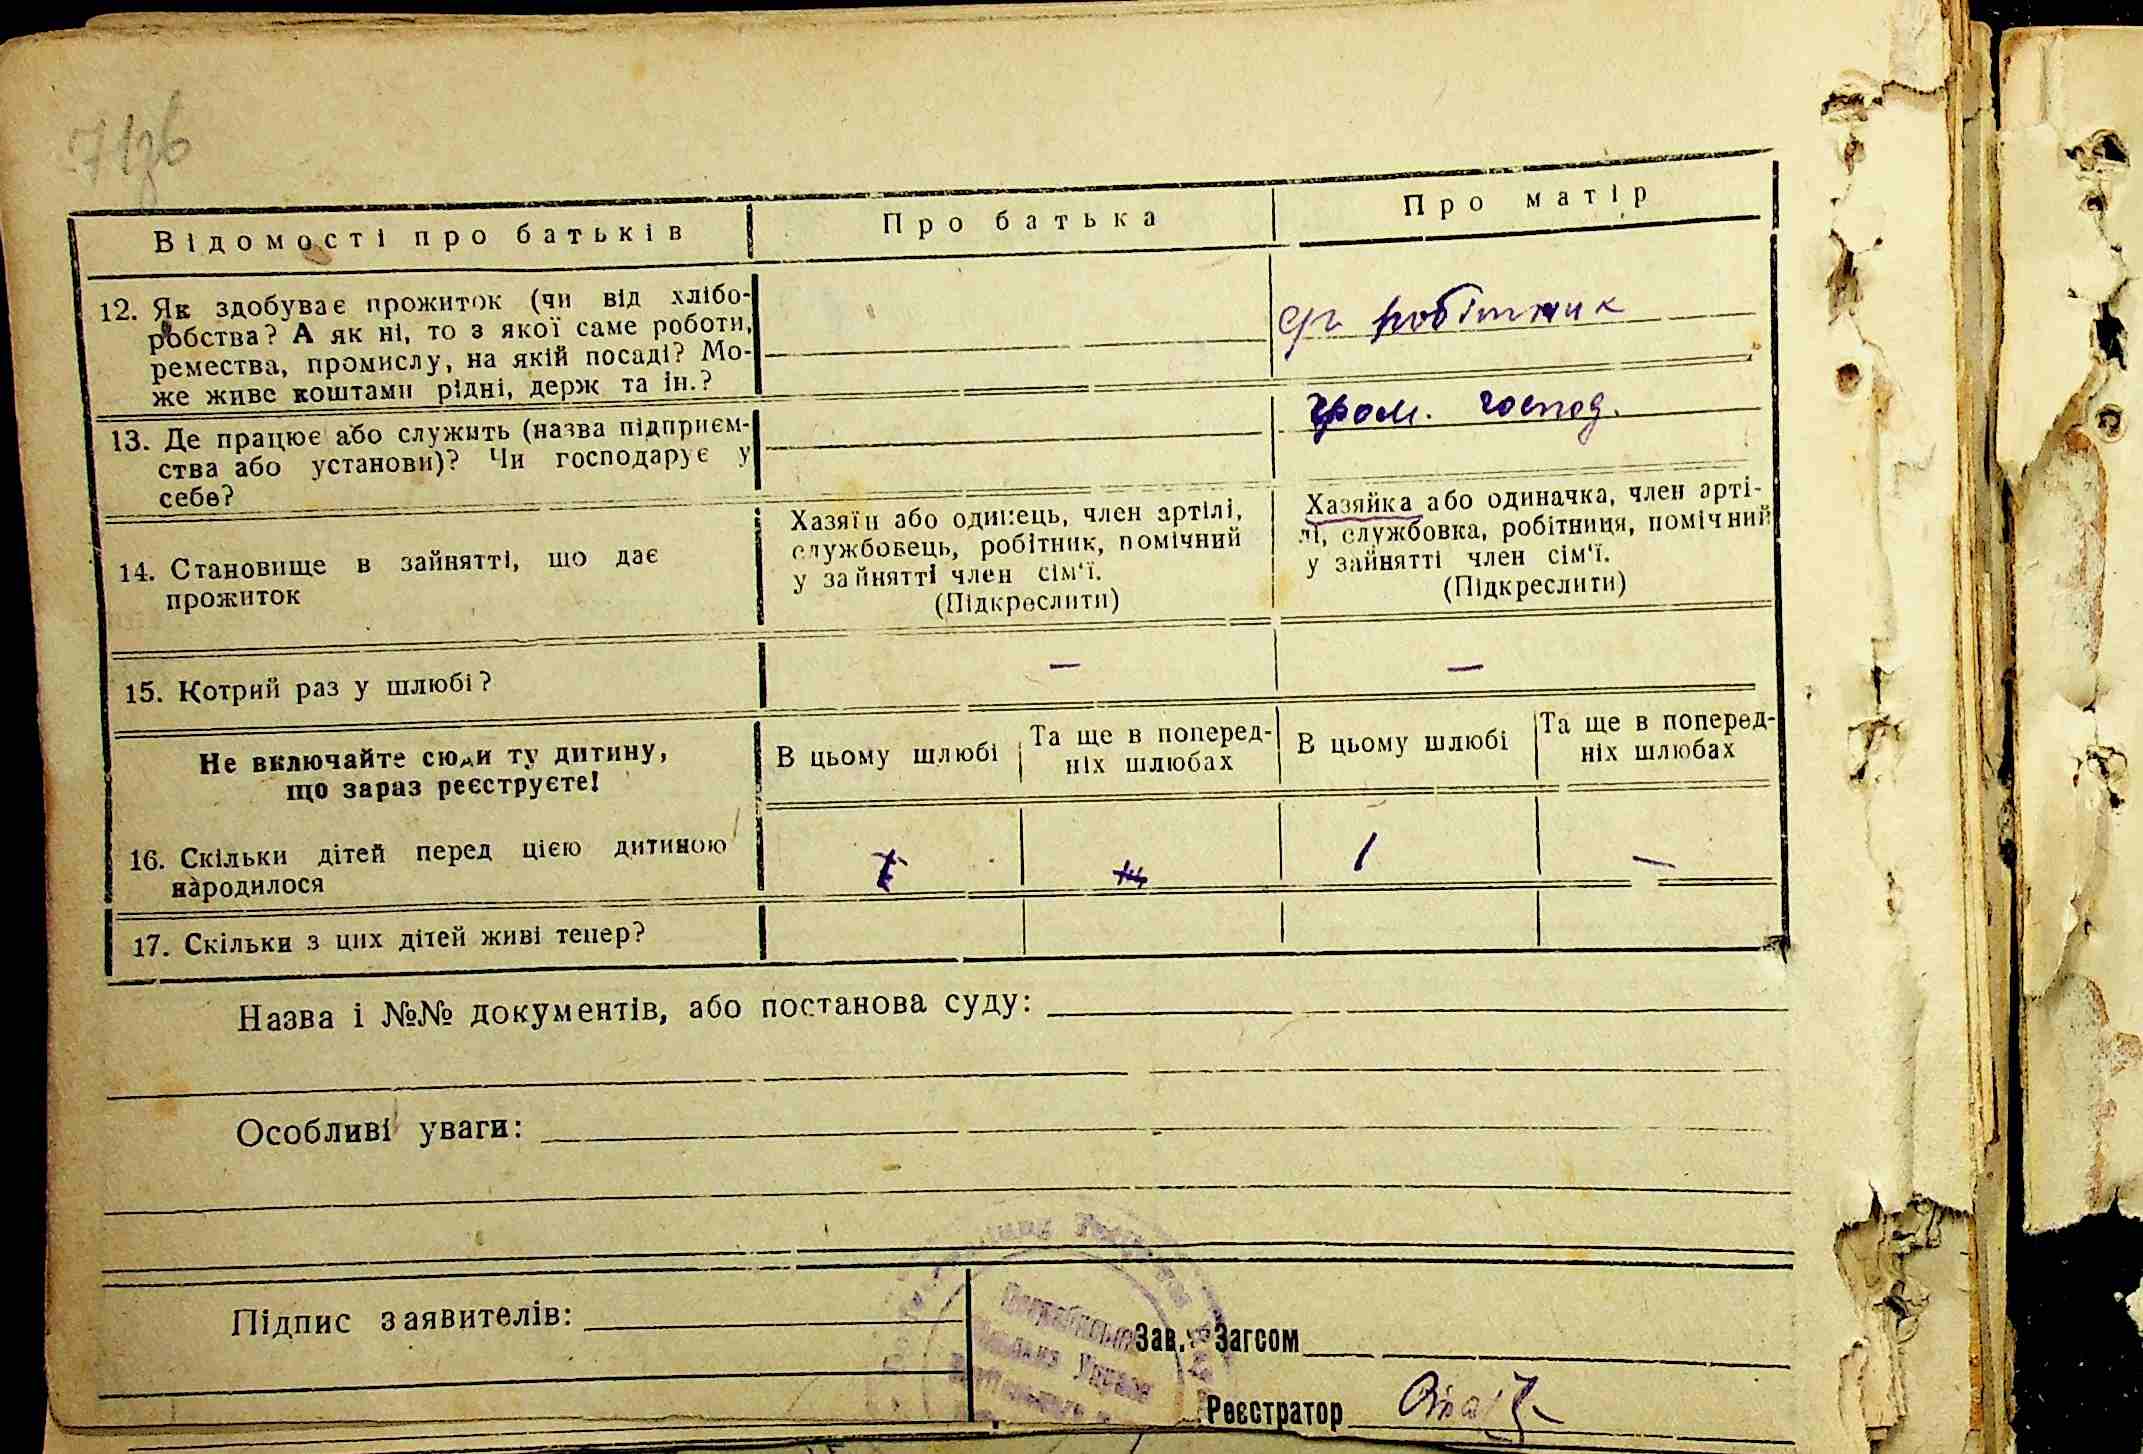 Відомості про батьків Про батька Про матір
12. Як здобуває прожиток (чи від хлібо-
робства? А як ні, то з якої саме роботи,
ремества, промислу, на якій посаді? Мо-
же живе коштами рідні, держ та ін.?
робітник
13. Де працює або служить (назва підприєм-
ства або установи)? Чи господарує у
себе?
гром. господ.
14. Становище в зайнятті, що дає
прожиток
Хазяїн або одинець, член артілі,
службовець, робітник, помічний
у зайнятті член сім'ї.
(Підкреслити)
Хазяйка або одиначка, член арті-
лі, службовка, робітниця, помічний
у зайнятті член сім'ї.
(Підкреслити)
15. Котрий раз у шлюбі? — —
Не включайте сюди ту дитину,
що зараз реєструєте!
В цьому шлюбі
Та ще в поперед-
ніх шлюбах
В цьому шлюбі
Та ще в поперед-
ніх шлюбах
16. Скільки дітей перед цією дитиною
народилося
1 —
17. Скільки з цих дітей живі тепер?
Назва і №№ документів, або постанова суду:
Особливі уваги:
Підпис заявителів:
Зав. Загсом
Реєстратор